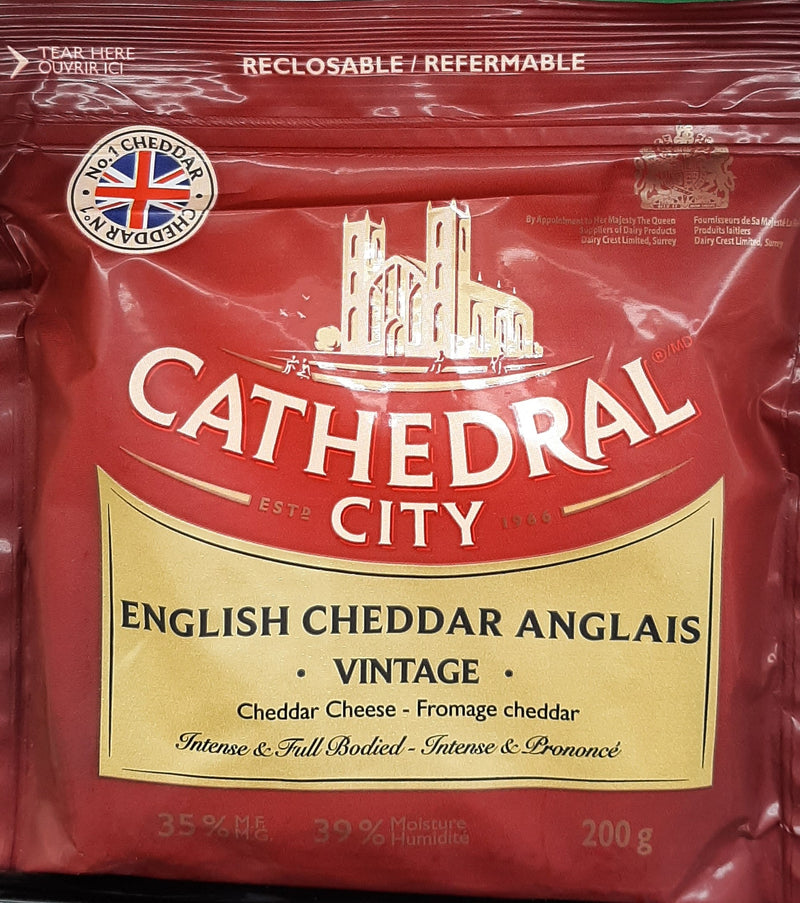 TEAR HERE
OUVRIR ICI
RECLOSABLE / REFERMABLE
No.1 CHEDDAR
CHEDDAR N°1
By Appointment to Her Majesty The Queen
Suppliers of Dairy Products
Dairy Crest Limited, Surrey
Fournisseurs de Sa Majesté La
Produits laitiers
Dairy Crest Limited, Surrey
CATHEDRAL ®/MD
ESTD 1966
CITY
ENGLISH CHEDDAR ANGLAIS
• VINTAGE •
Cheddar Cheese - Fromage cheddar
Intense & Full Bodied - Intense & Prononcé
35% M.F. M.G.
39% Moisture Humidité
200 g